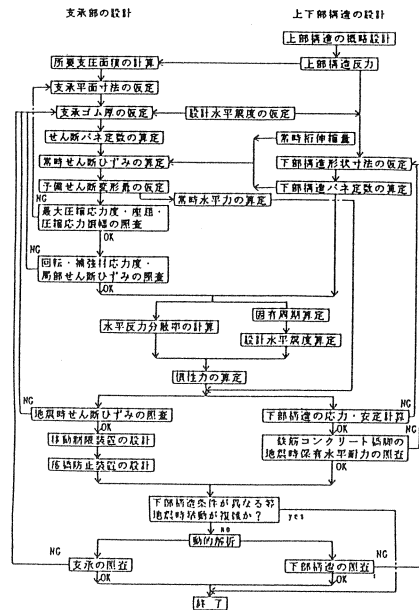 支承部の設計
上下部構造の設計
上部構造の概略設計
所要支圧面積の計算
上部構造反力
支承平面寸法の仮定
支承ゴム厚の仮定
設計水平震度の仮定
せん断バネ定数の算定
常時桁伸縮量
常時せん断ひずみの算定
下部構造形状寸法の仮定
予備せん断変形量の仮定
下部構造バネ定数の算定
NG
常時水平力の算定
最大圧縮応力度・座屈・
圧縮応力振幅の照査
OK
NG
回転・補強材応力度・
局部せん断ひずみの照査
OK
水平反力分散率の計算
固有周期算定
設計水平震度算定
慣性力の算定
NG
NG
地震時せん断ひずみの照査
下部構造の応力・安定計算
OK
OK
NG
移動制限装置の設計
鉄筋コンクリート橋脚の
地震時保有水平耐力の照査
落橋防止装置の設計
OK
下部構造条件が異なる等
地震時挙動が複雑か？
yes
no
動的解析
NG
NG
支承の照査
下部構造の照査
OK
OK
終了